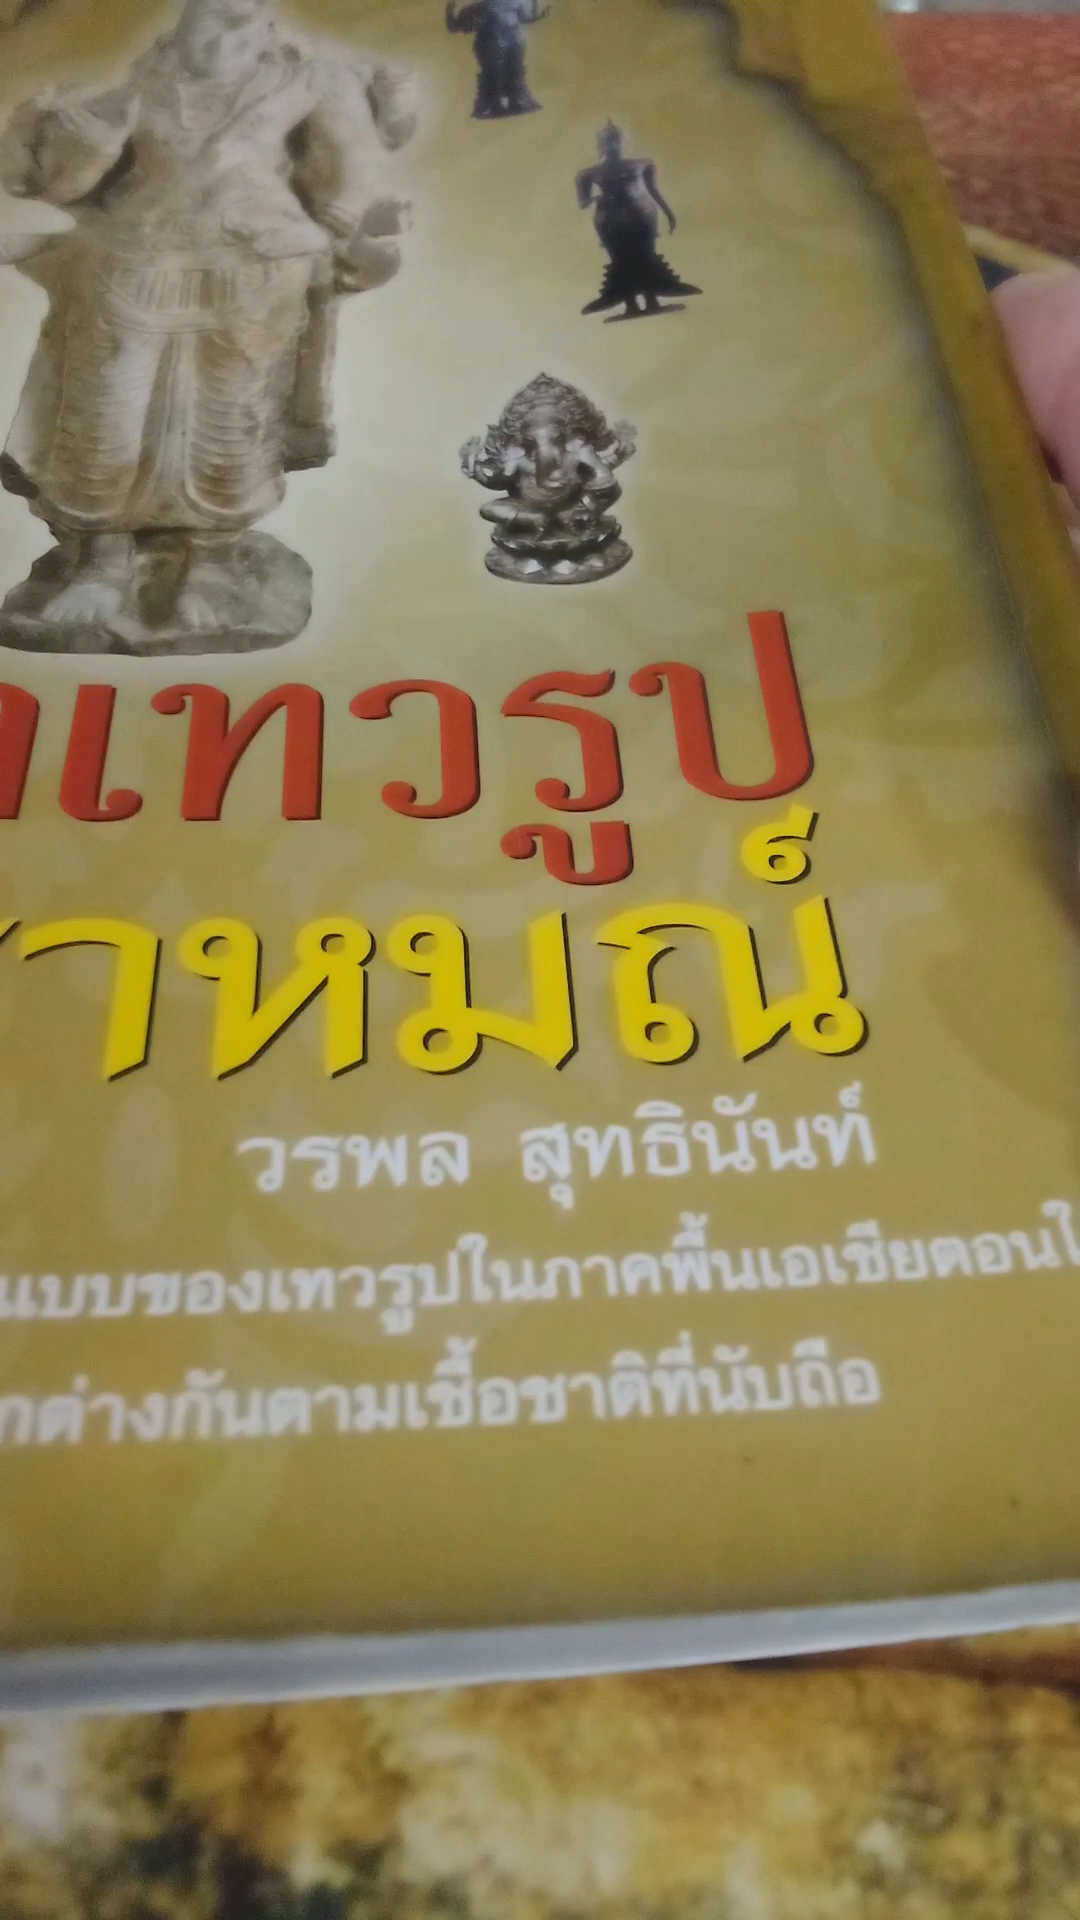 เทวรูป
าหมณ์
วรพล สุทธินันท์
แบบของเทวรูปในภาคพื้นเอเชียตอนใ
กต่างกันตามเชื้อชาติที่นับถือ